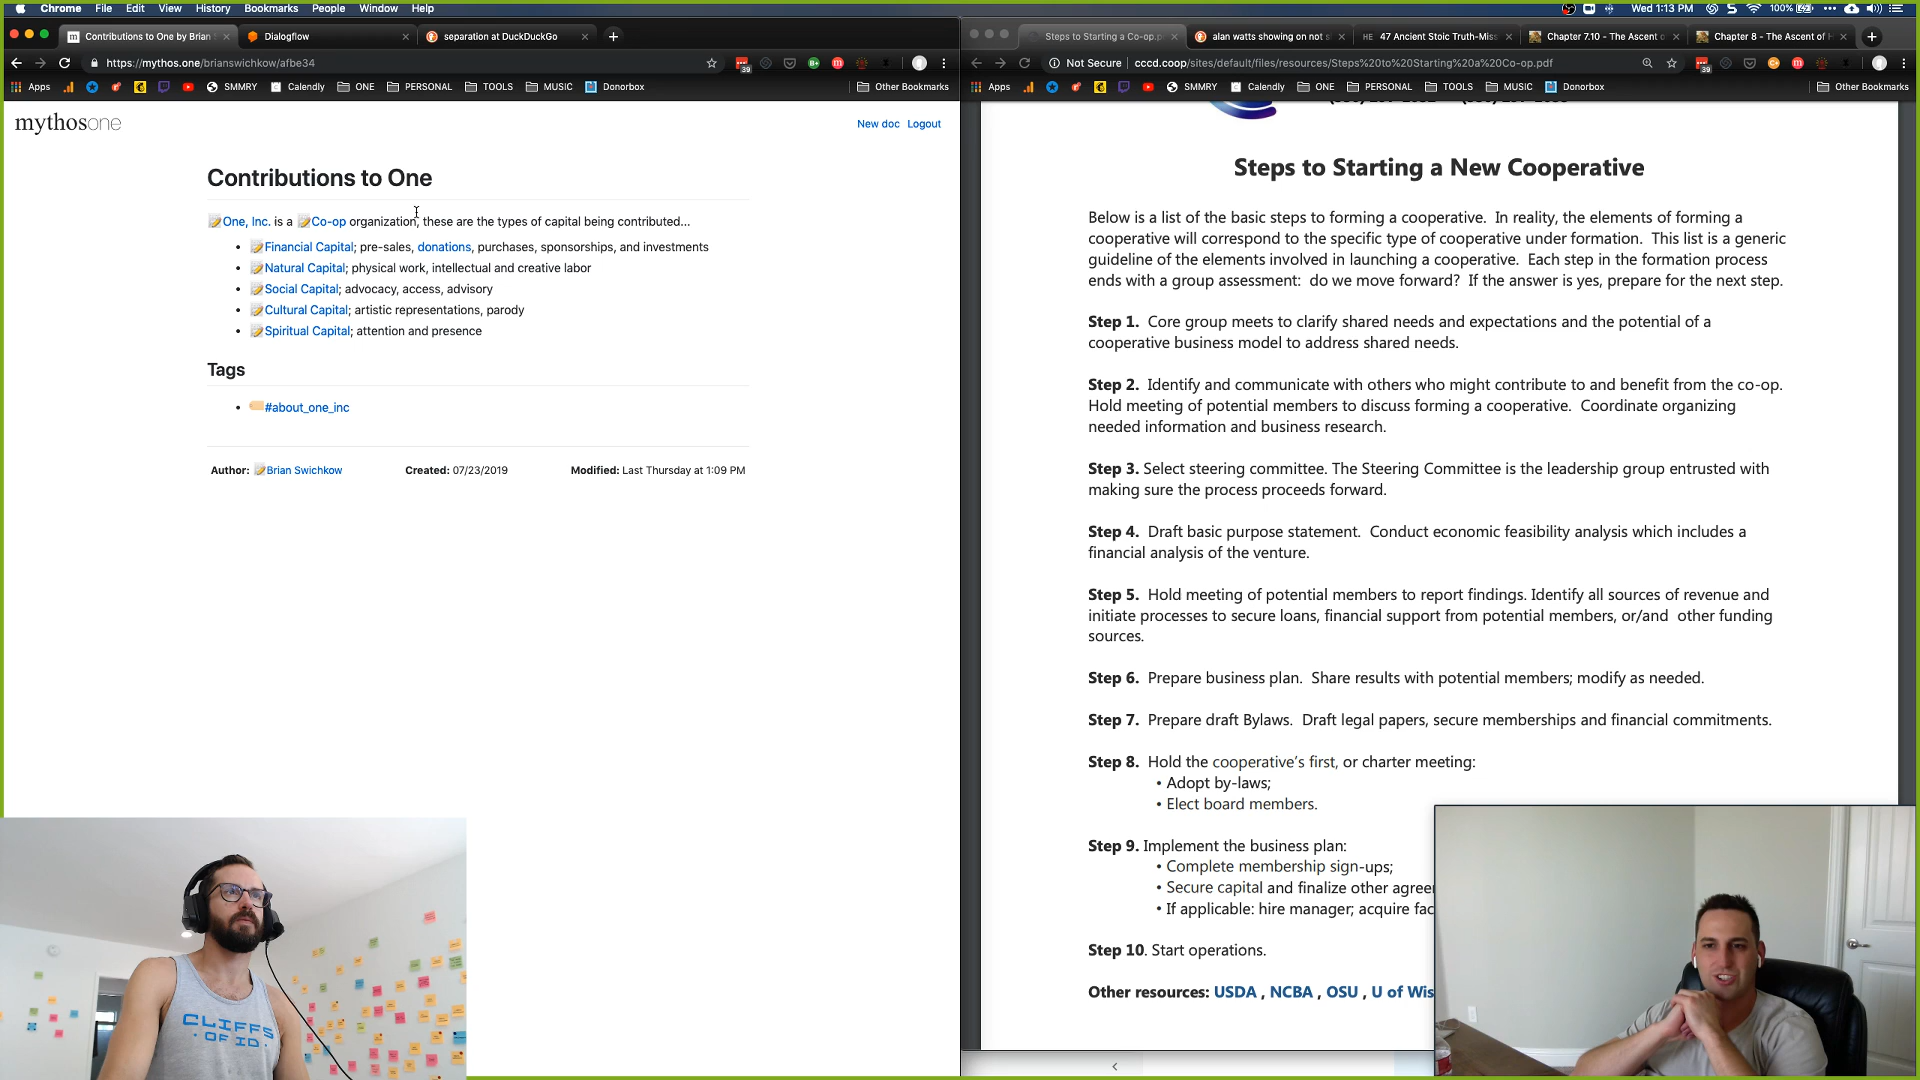 Chrome File Edit View History Bookmarks People Window Help
Wed 1:13 PM 100%
Contributions to One by Brian
Dialogflow
separation at DuckDuckGo
https://mythos.one/brianswichkow/afbe34
Apps SMMRY Calendly ONE PERSONAL TOOLS MUSIC Donorbox Other Bookmarks
mythosone
New doc Logout
Contributions to One
One, Inc. is a Co-op organization; these are the types of capital being contributed...
• Financial Capital; pre-sales, donations, purchases, sponsorships, and investments
• Natural Capital; physical work, intellectual and creative labor
• Social Capital; advocacy, access, advisory
• Cultural Capital; artistic representations, parody
• Spiritual Capital; attention and presence
Tags
• #about_one_inc
Author: Brian Swichkow Created: 07/23/2019 Modified: Last Thursday at 1:09 PM
CLIFFS
OF ID
Steps to Starting a Co-op.p
alan watts showing on not s
47 Ancient Stoic Truth-Miss
Chapter 7.10 - The Ascent o
Chapter 8 - The Ascent of H
Not Secure cccd.coop/sites/default/files/resources/Steps%20to%20Starting%20a%20Co-op.pdf
Apps SMMRY Calendly ONE PERSONAL TOOLS MUSIC Donorbox Other Bookmarks
Steps to Starting a New Cooperative
Below is a list of the basic steps to forming a cooperative. In reality, the elements of forming a
cooperative will correspond to the specific type of cooperative under formation. This list is a generic
guideline of the elements involved in launching a cooperative. Each step in the formation process
ends with a group assessment: do we move forward? If the answer is yes, prepare for the next step.
Step 1. Core group meets to clarify shared needs and expectations and the potential of a
cooperative business model to address shared needs.
Step 2. Identify and communicate with others who might contribute to and benefit from the co-op.
Hold meeting of potential members to discuss forming a cooperative. Coordinate organizing
needed information and business research.
Step 3. Select steering committee. The Steering Committee is the leadership group entrusted with
making sure the process proceeds forward.
Step 4. Draft basic purpose statement. Conduct economic feasibility analysis which includes a
financial analysis of the venture.
Step 5. Hold meeting of potential members to report findings. Identify all sources of revenue and
initiate processes to secure loans, financial support from potential members, or/and other funding
sources.
Step 6. Prepare business plan. Share results with potential members; modify as needed.
Step 7. Prepare draft Bylaws. Draft legal papers, secure memberships and financial commitments.
Step 8. Hold the cooperative's first, or charter meeting:
• Adopt by-laws;
• Elect board members.
Step 9. Implement the business plan:
• Complete membership sign-ups;
• Secure capital and finalize other agreer
• If applicable: hire manager; acquire fac
Step 10. Start operations.
Other resources: USDA , NCBA , OSU , U of Wis